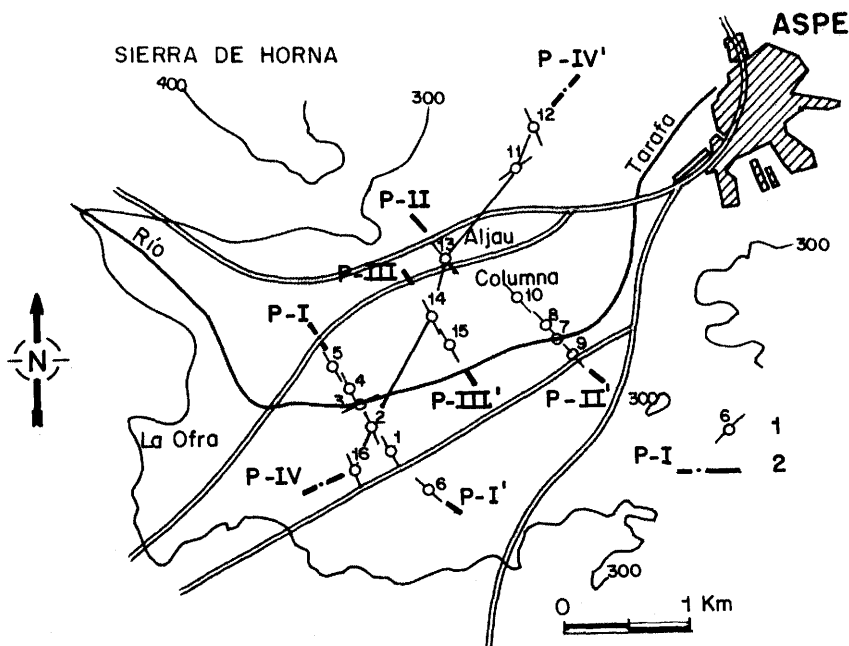 ASPE
SIERRA DE HORNA
400
300
P-IV'
12
11
Tarafa
P-II
13
Aljau
Río
P-III
Columna
10
300
14
8
7
P-I
15
9
5
4
3
P-III'
P-II'
300
2
La Ofra
1
6
1
16
P-I
2
P-IV
6
P-I'
300
N
0
1 Km